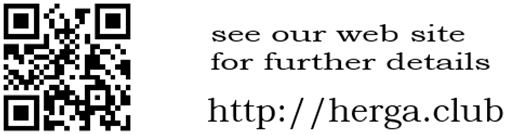 see our web site
for further details
http://herga.club